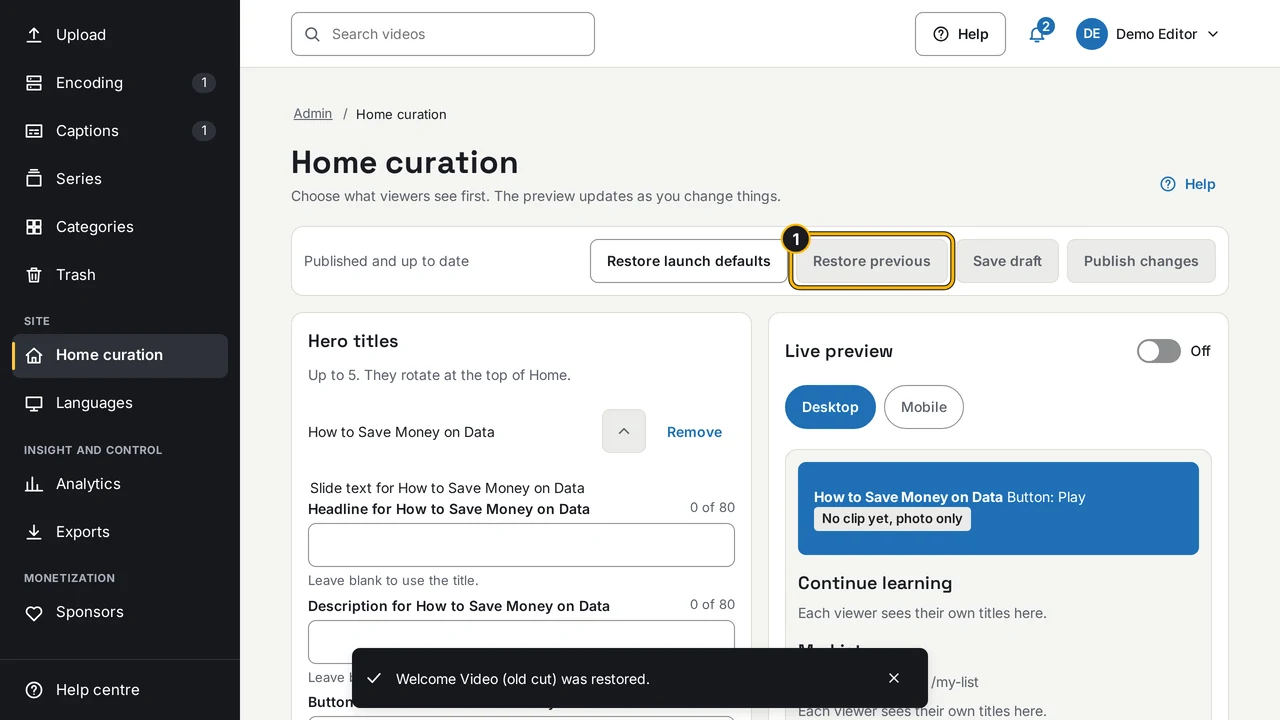 Upload
Encoding 1
Captions 1
Series
Categories
Trash
SITE
Home curation
Languages
INSIGHT AND CONTROL
Analytics
Exports
MONETIZATION
Sponsors
Help centre
Search videos
Help
2
DE Demo Editor
Admin / Home curation
Home curation
Choose what viewers see first. The preview updates as you change things.
Help
Published and up to date
Restore launch defaults
1
Restore previous
Save draft
Publish changes
Hero titles
Up to 5. They rotate at the top of Home.
How to Save Money on Data
Remove
Slide text for How to Save Money on Data
Headline for How to Save Money on Data 0 of 80
Leave blank to use the title.
Description for How to Save Money on Data 0 of 80
Leave
Live preview
Off
Desktop
Mobile
How to Save Money on Data Button: Play
No clip yet, photo only
Continue learning
Each viewer sees their own titles here.
/my-list
Each viewer sees their own titles here.
Welcome Video (old cut) was restored.